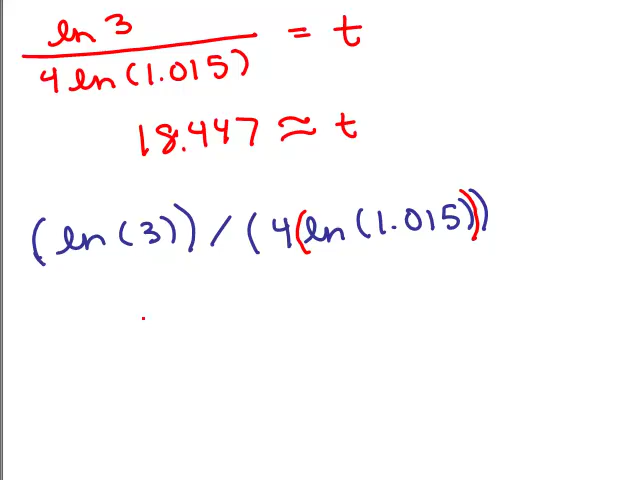 ln 3 / 4 ln (1.015) = t
18.447 ≈ t
(ln (3)) / (4(ln (1.015)))